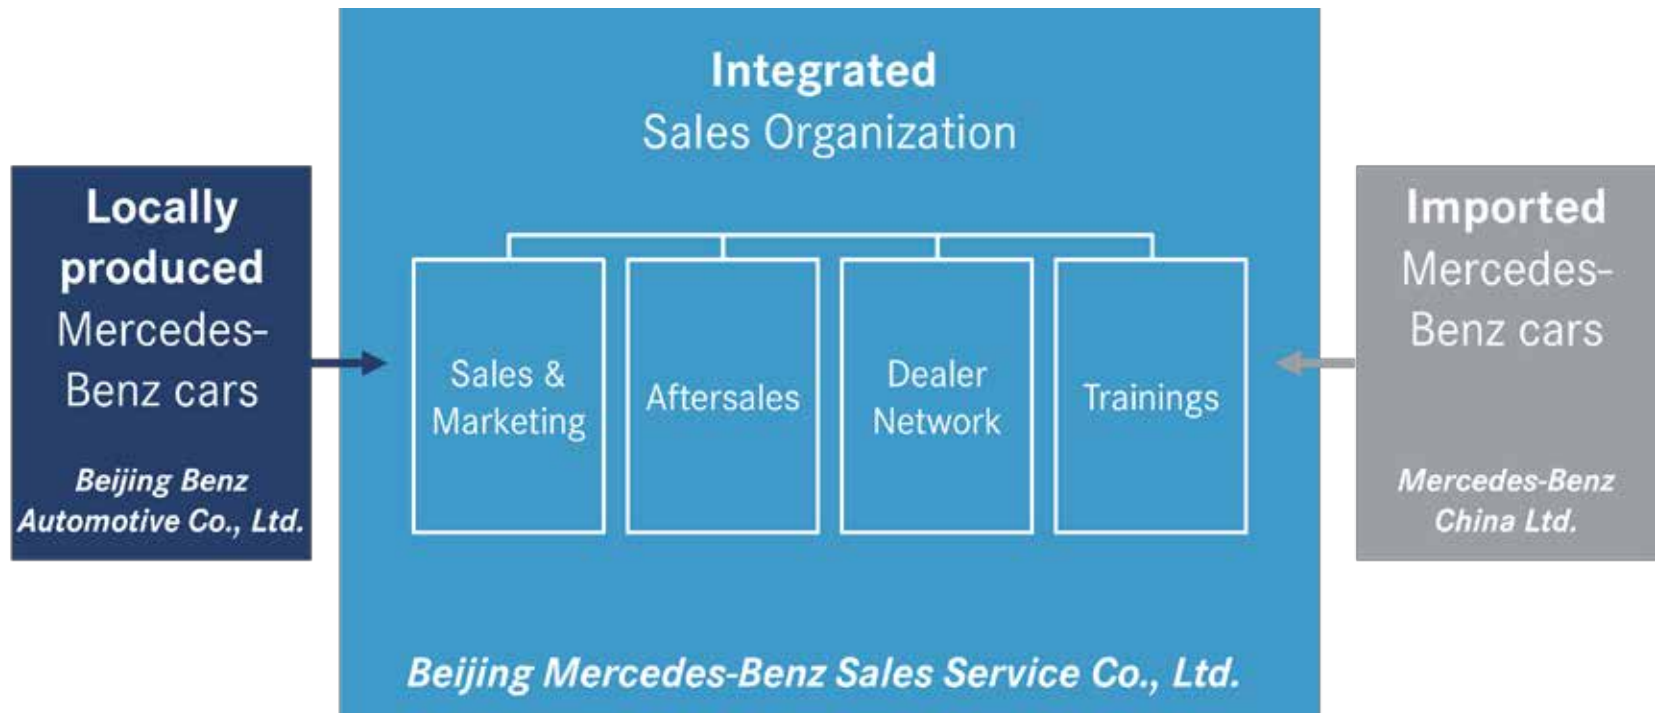 Integrated
Sales Organization
Locally
produced
Mercedes-
Benz cars
Beijing Benz
Automotive Co., Ltd.
Sales &
Marketing
Aftersales
Dealer
Network
Trainings
Imported
Mercedes-
Benz cars
Mercedes-Benz
China Ltd.
Beijing Mercedes-Benz Sales Service Co., Ltd.